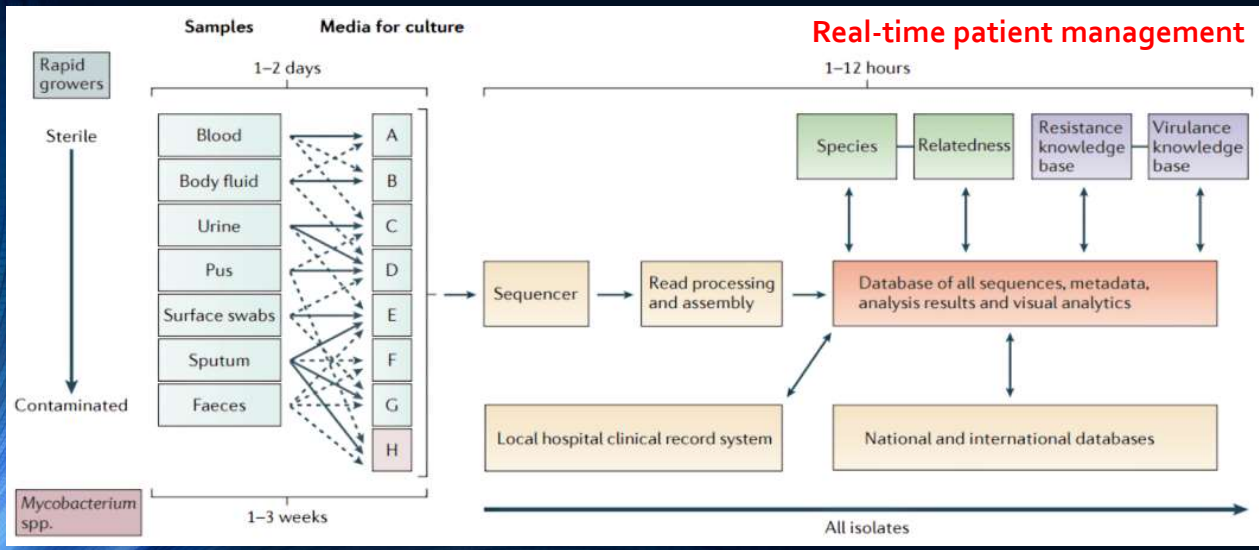 Samples
Media for culture
Real-time patient management
Rapid
growers
1–2 days
1–12 hours
Sterile
Contaminated
Blood
Body fluid
Urine
Pus
Surface swabs
Sputum
Faeces
A
B
C
D
E
F
G
H
Species
Relatedness
Resistance
knowledge
base
Virulance
knowledge
base
Sequencer
Read processing
and assembly
Database of all sequences, metadata,
analysis results and visual analytics
Local hospital clinical record system
National and international databases
Mycobacterium
spp.
1–3 weeks
All isolates